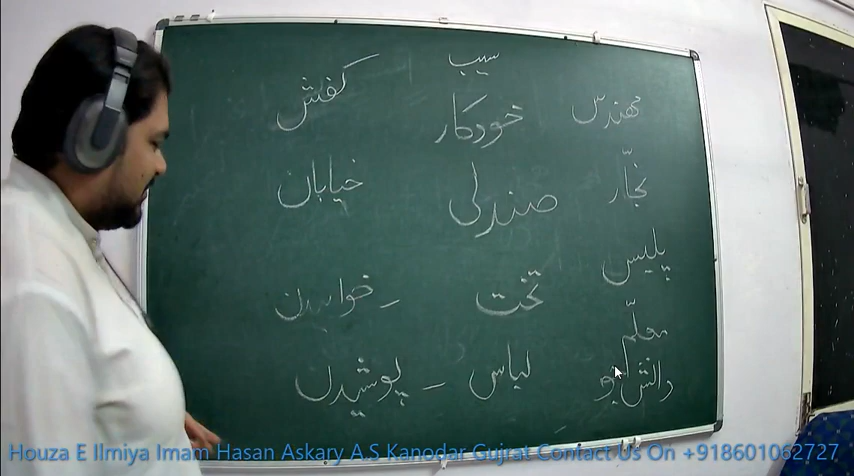 سیب
مهندس خودکار کفش
نجّار صندلی خیابان
پلیس تخت - خوابیدن
معلّم
دانش‌جو لباس - پوشیدن
Houza E Ilmiya Imam Hasan Askary A.S Kanodar Gujrat Contact Us On +918601062727